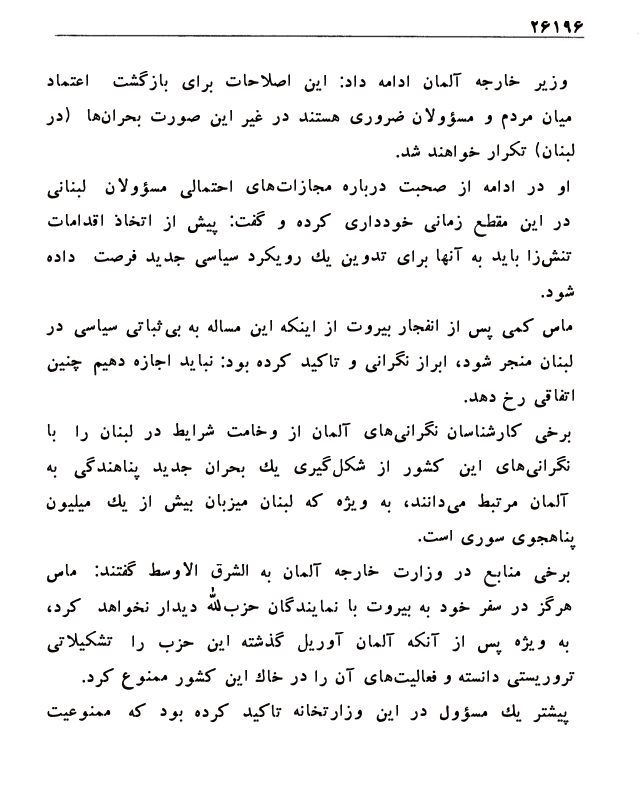 ۲۶۱۹۶
وزیر خارجه آلمان ادامه داد: این اصلاحات برای بازگشت اعتماد
میان مردم و مسؤولان ضروری هستند در غیر این صورت بحران‌ها (در
لبنان) تکرار خواهند شد.
او در ادامه از صحبت درباره مجازات‌های احتمالی مسؤولان لبنانی
در این مقطع زمانی خودداری کرده و گفت: پیش از اتخاذ اقدامات
تنش‌زا باید به آنها برای تدوین یك رویکرد سیاسی جدید فرصت داده
شود.
ماس کمی پس از انفجار بیروت از اینکه این مساله به بی‌ثباتی سیاسی در
لبنان منجر شود، ابراز نگرانی و تاکید کرده بود: نباید اجازه دهیم چنین
اتفاقی رخ دهد.
برخی کارشناسان نگرانی‌های آلمان از وخامت شرایط در لبنان را با
نگرانی‌های این کشور از شکل‌گیری یك بحران جدید پناهندگی به
آلمان مرتبط می‌دانند، به ویژه که لبنان میزبان بیش از یك میلیون
پناهجوی سوری است.
برخی منابع در وزارت خارجه آلمان به الشرق الاوسط گفتند: ماس
هرگز در سفر خود به بیروت با نمایندگان حزب‌الله دیدار نخواهد کرد،
به ویژه پس از آنکه آلمان آوریل گذشته این حزب را تشکیلاتی
تروریستی دانسته و فعالیت‌های آن را در خاك این کشور ممنوع کرد.
پیشتر یك مسؤول در این وزارتخانه تاکید کرده بود که ممنوعیت